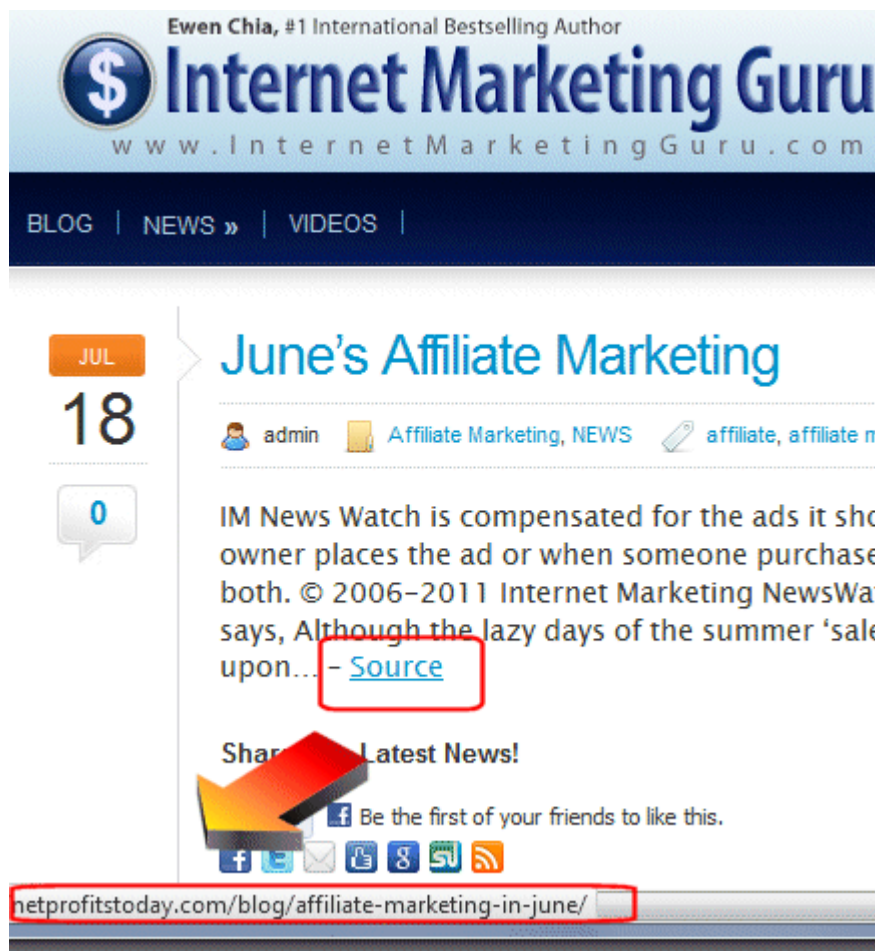 Ewen Chia, #1 International Bestselling Author
$ Internet Marketing Guru
www.InternetMarketingGuru.com
BLOG | NEWS » | VIDEOS |
JUL
18
0
June's Affiliate Marketing
admin Affiliate Marketing, NEWS affiliate, affiliate m
IM News Watch is compensated for the ads it sho
owner places the ad or when someone purchase
both. © 2006–2011 Internet Marketing NewsWa
says, Although the lazy days of the summer ‘sale
upon... – Source
Latest News!
Be the first of your friends to like this.
netprofitstoday.com/blog/affiliate-marketing-in-june/